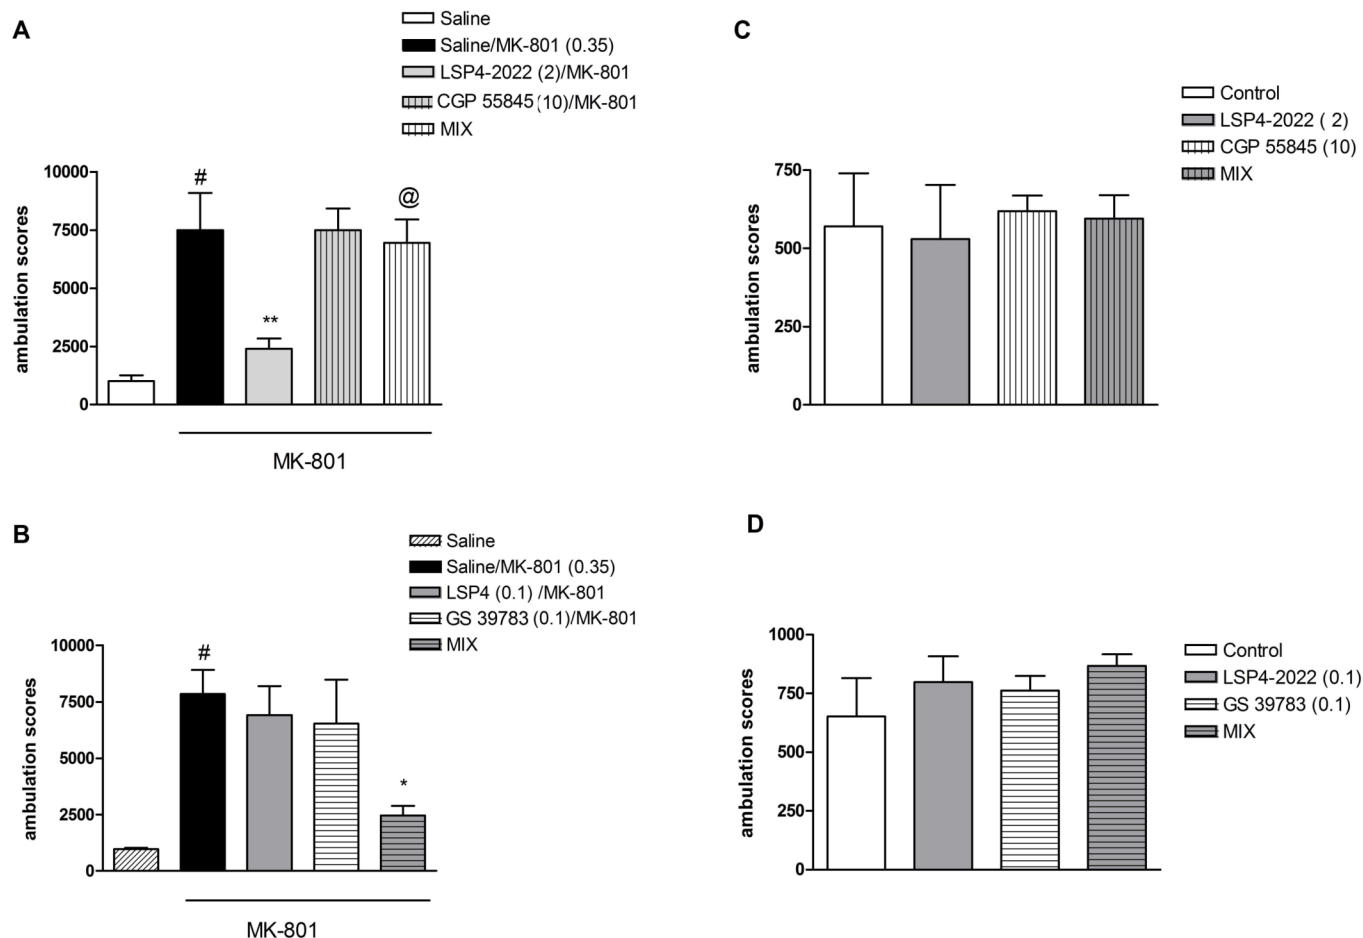 A
Saline
Saline/MK-801 (0.35)
LSP4-2022 (2)/MK-801
CGP 55845 (10)/MK-801
MIX
ambulation scores
10000
7500
5000
2500
0
#
**
@
MK-801
C
Control
LSP4-2022 ( 2)
CGP 55845 (10)
MIX
ambulation scores
750
500
250
0
B
Saline
Saline/MK-801 (0.35)
LSP4 (0.1) /MK-801
GS 39783 (0.1)/MK-801
MIX
ambulation scores
10000
7500
5000
2500
0
#
*
MK-801
D
Control
LSP4-2022 (0.1)
GS 39783 (0.1)
MIX
ambulation scores
1000
750
500
250
0